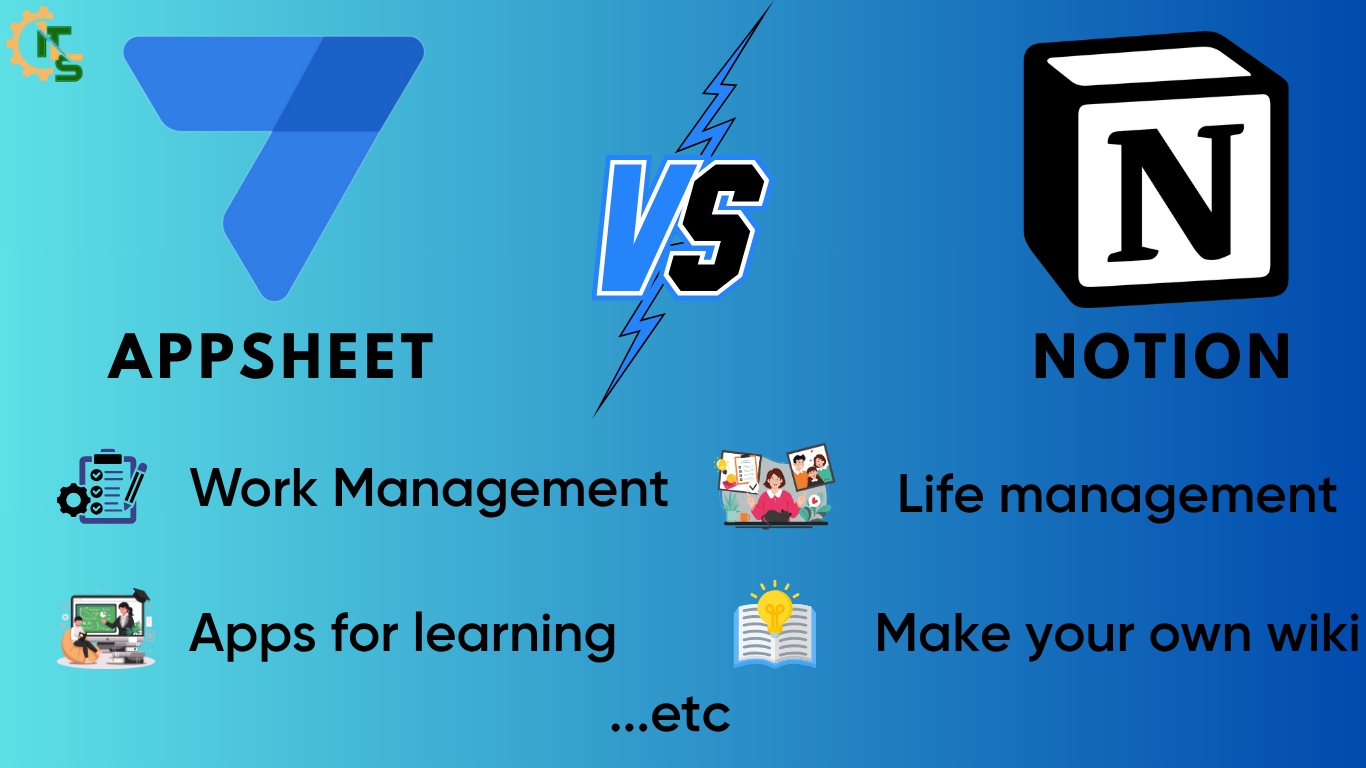 ITS
VS
N
APPSHEET
NOTION
Work Management
Life management
Apps for learning
Make your own wiki
...etc